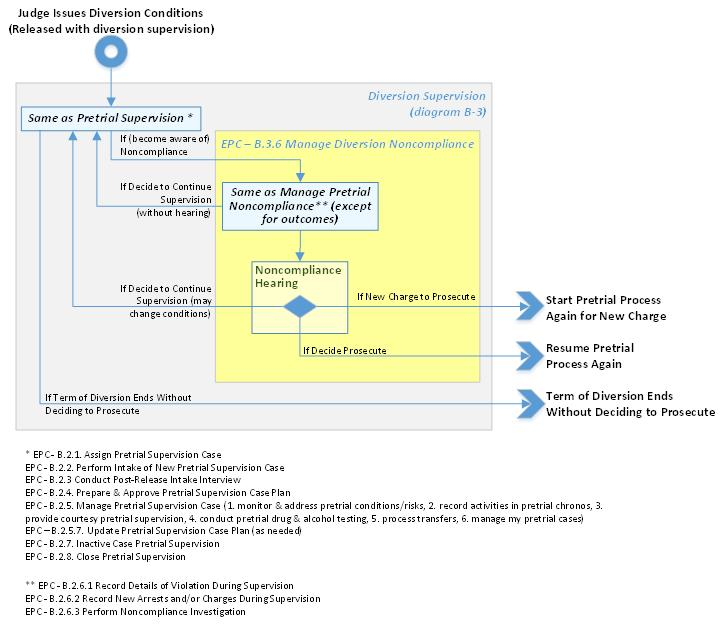 Judge Issues Diversion Conditions
(Released with diversion supervision)
Diversion Supervision
(diagram B-3)
Same as Pretrial Supervision *
If (become aware of)
Noncompliance
EPC – B.3.6 Manage Diversion Noncompliance
If Decide to Continue
Supervision
(without hearing)
Same as Manage Pretrial
Noncompliance** (except
for outcomes)
Noncompliance
Hearing
If Decide to Continue
Supervision (may
change conditions)
If New Charge to Prosecute
Start Pretrial Process
Again for New Charge
If Decide Prosecute
Resume Pretrial
Process Again
If Term of Diversion Ends Without
Deciding to Prosecute
Term of Diversion Ends
Without Deciding to Prosecute
* EPC- B.2.1. Assign Pretrial Supervision Case
EPC- B.2.2. Perform Intake of New Pretrial Supervision Case
EPC- B.2.3 Conduct Post-Release Intake Interview
EPC- B.2.4. Prepare & Approve Pretrial Supervision Case Plan
EPC- B.2.5. Manage Pretrial Supervision Case (1. monitor & address pretrial conditions/risks, 2. record activities in pretrial chronos, 3.
provide courtesy pretrial supervision, 4. conduct pretrial drug & alcohol testing, 5. process transfers, 6. manage my pretrial cases)
EPC – B.2.5.7. Update Pretrial Supervision Case Plan (as needed)
EPC- B.2.7. Inactive Case Pretrial Supervision
EPC- B.2.8. Close Pretrial Supervision
** EPC- B.2.6.1 Record Details of Violation During Supervision
EPC- B.2.6.2 Record New Arrests and/or Charges During Supervision
EPC- B.2.6.3 Perform Noncompliance Investigation